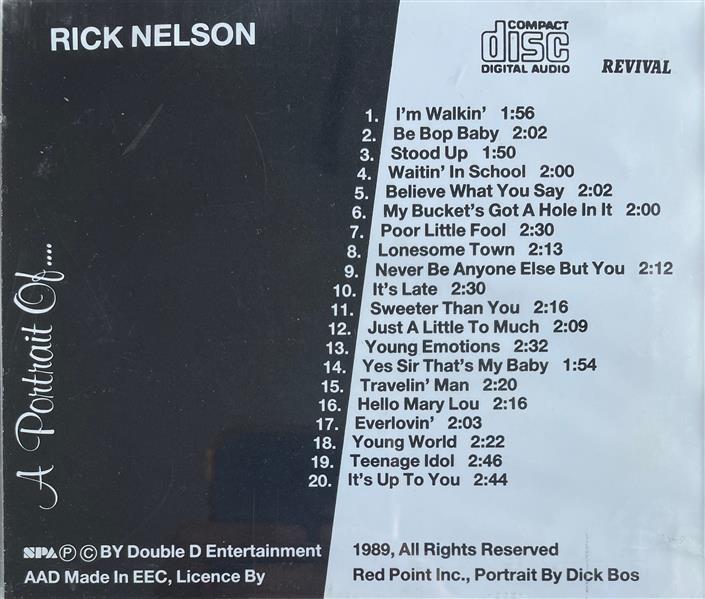 RICK NELSON
COMPACT
disc
DIGITAL AUDIO
REVIVAL
A Portrait Of....
1. I'm Walkin' 1:56
2. Be Bop Baby 2:02
3. Stood Up 1:50
4. Waitin' In School 2:00
5. Believe What You Say 2:02
6. My Bucket's Got A Hole In It 2:00
7. Poor Little Fool 2:30
8. Lonesome Town 2:13
9. Never Be Anyone Else But You 2:12
10. It's Late 2:30
11. Sweeter Than You 2:16
12. Just A Little To Much 2:09
13. Young Emotions 2:32
14. Yes Sir That's My Baby 1:54
15. Travelin' Man 2:20
16. Hello Mary Lou 2:16
17. Everlovin' 2:03
18. Young World 2:22
19. Teenage Idol 2:46
20. It's Up To You 2:44
SPA Ⓟ © BY Double D Entertainment 1989, All Rights Reserved
AAD Made In EEC, Licence By Red Point Inc., Portrait By Dick Bos